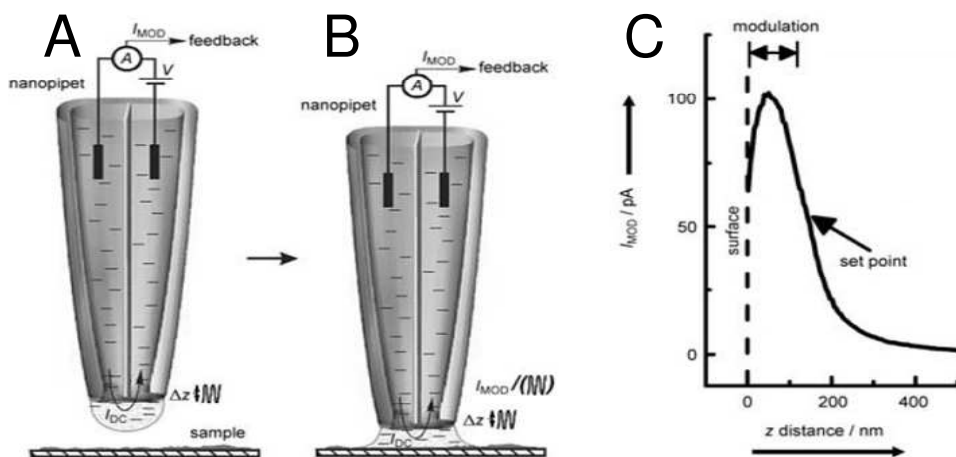 A
I_MOD
feedback
A
V
nanopipet
I_DC
Δz
sample
B
I_MOD
feedback
A
V
nanopipet
I_MOD /( )
Δz
I_DC
C
modulation
100
50
0
I_MOD / pA
surface
set point
0 200 400
z distance / nm